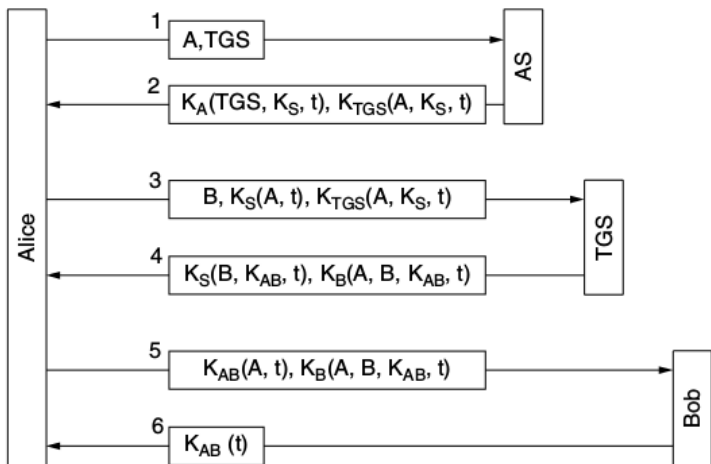 1
A,TGS
AS
2
K_A(TGS, K_S, t), K_TGS(A, K_S, t)
3
B, K_S(A, t), K_TGS(A, K_S, t)
Alice
TGS
4
K_S(B, K_AB, t), K_B(A, B, K_AB, t)
5
K_AB(A, t), K_B(A, B, K_AB, t)
Bob
6
K_AB (t)